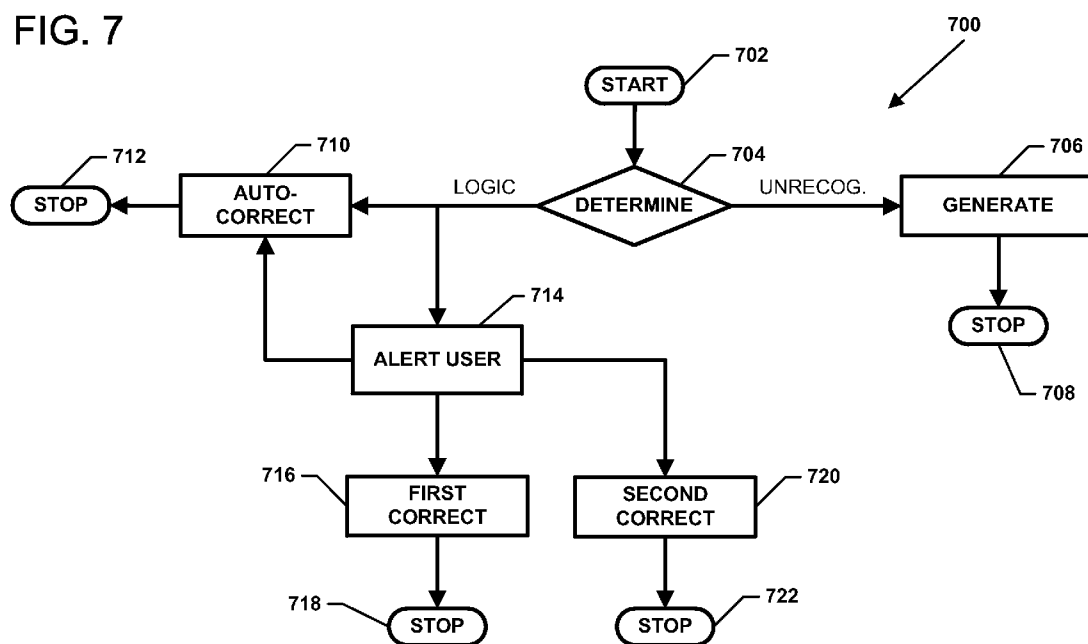 FIG. 7
700
702
START
704
DETERMINE
LOGIC
UNRECOG.
706
GENERATE
710
AUTO-
CORRECT
712
STOP
STOP
708
714
ALERT USER
716
FIRST
CORRECT
720
SECOND
CORRECT
718
STOP
722
STOP